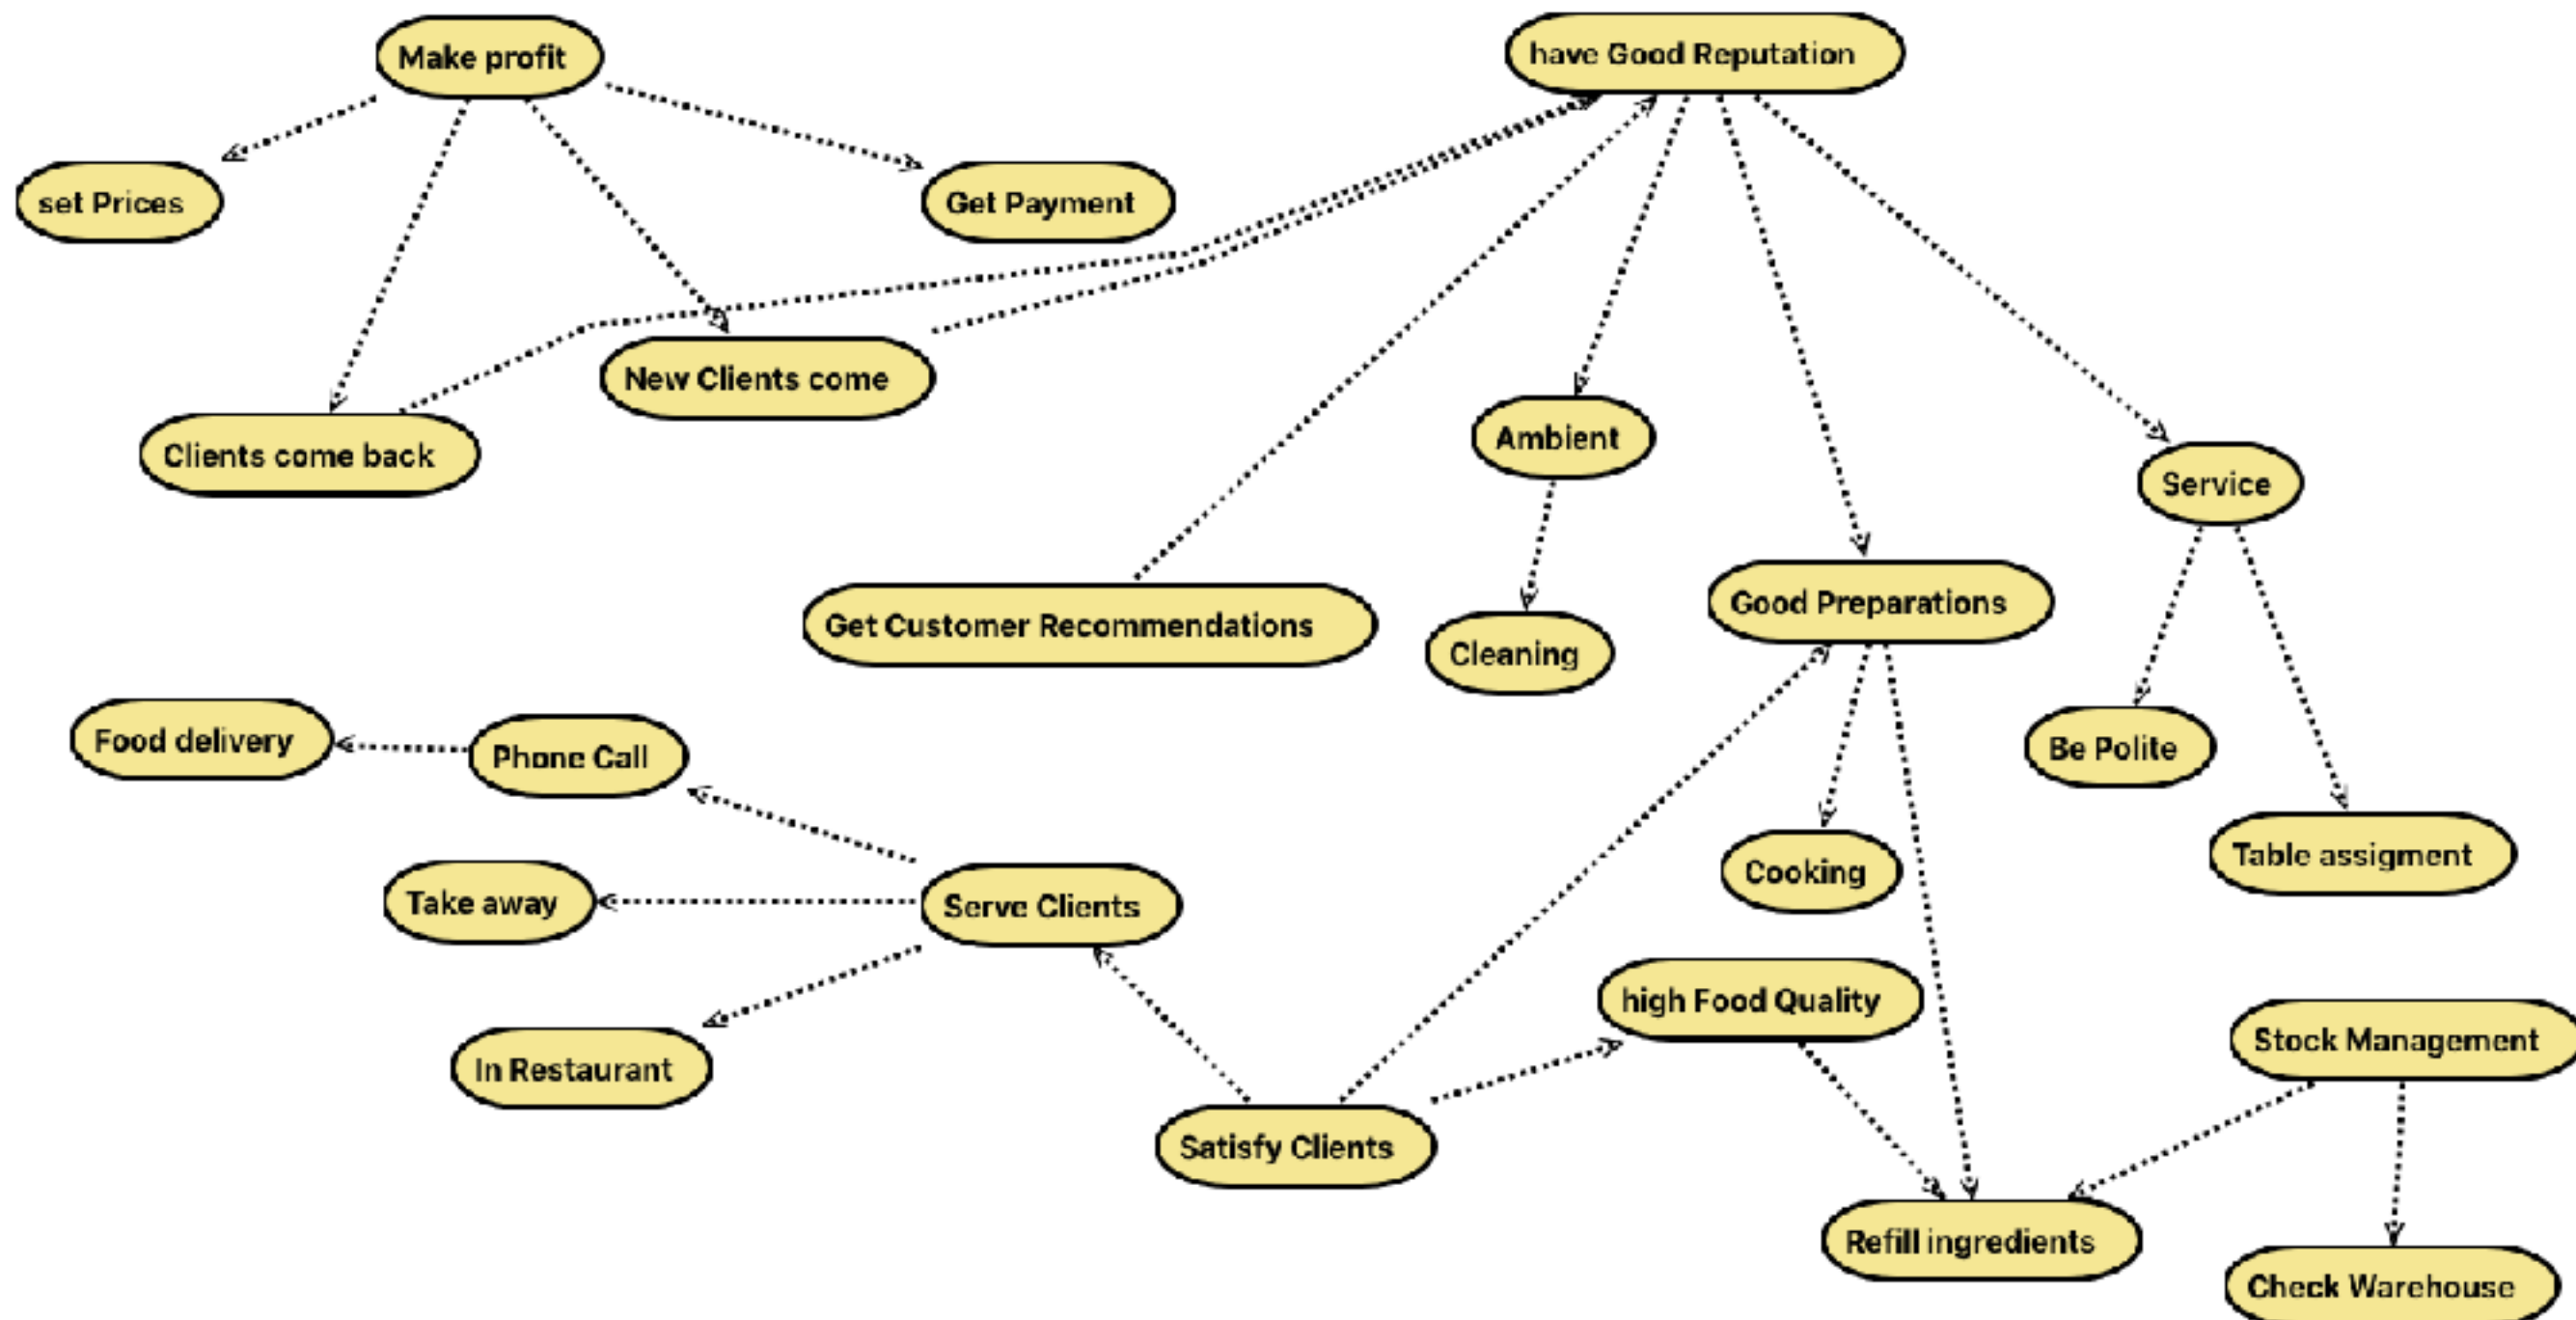 Make profit
have Good Reputation
set Prices
Get Payment
New Clients come
Clients come back
Ambient
Service
Good Preparations
Get Customer Recommendations
Cleaning
Food delivery
Phone Call
Be Polite
Table assigment
Cooking
Take away
Serve Clients
high Food Quality
Stock Management
In Restaurant
Satisfy Clients
Refill ingredients
Check Warehouse